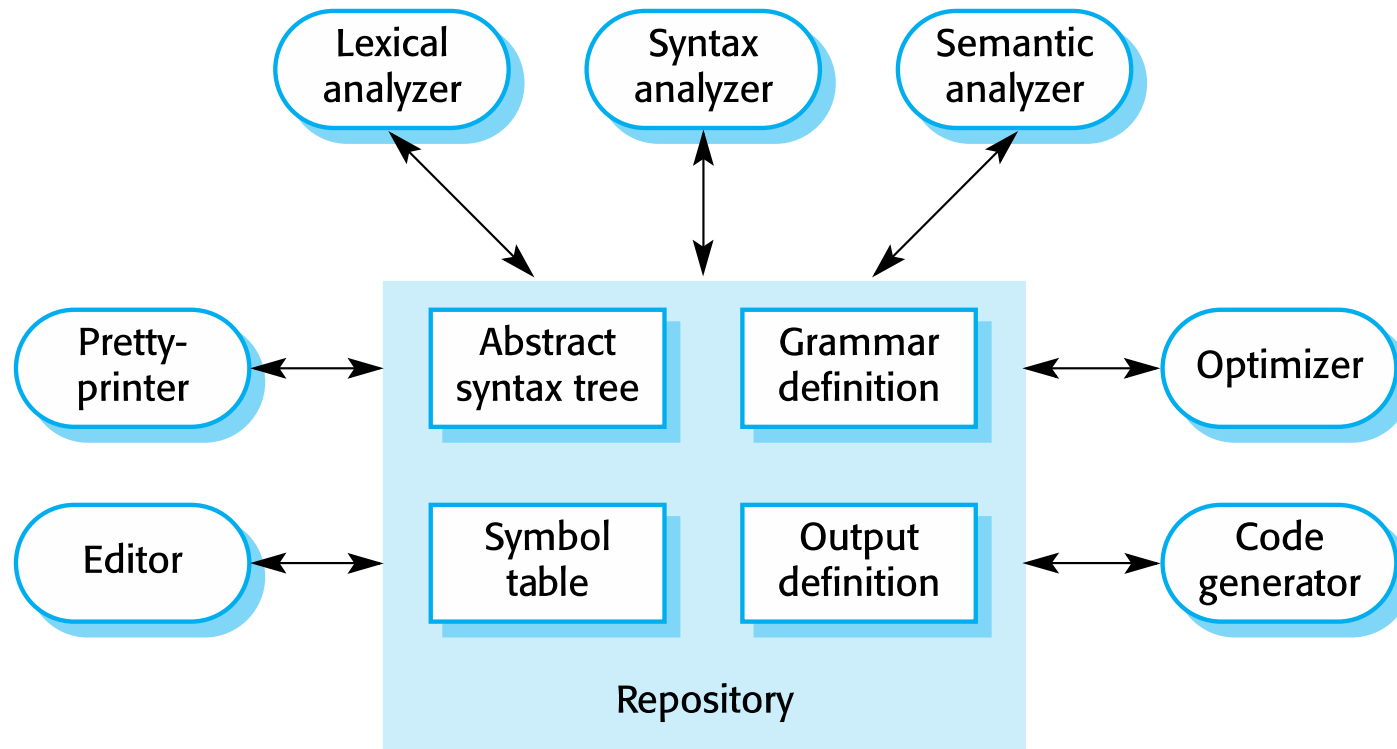 Lexical
analyzer
Syntax
analyzer
Semantic
analyzer
Pretty-
printer
Abstract
syntax tree
Grammar
definition
Optimizer
Editor
Symbol
table
Output
definition
Code
generator
Repository